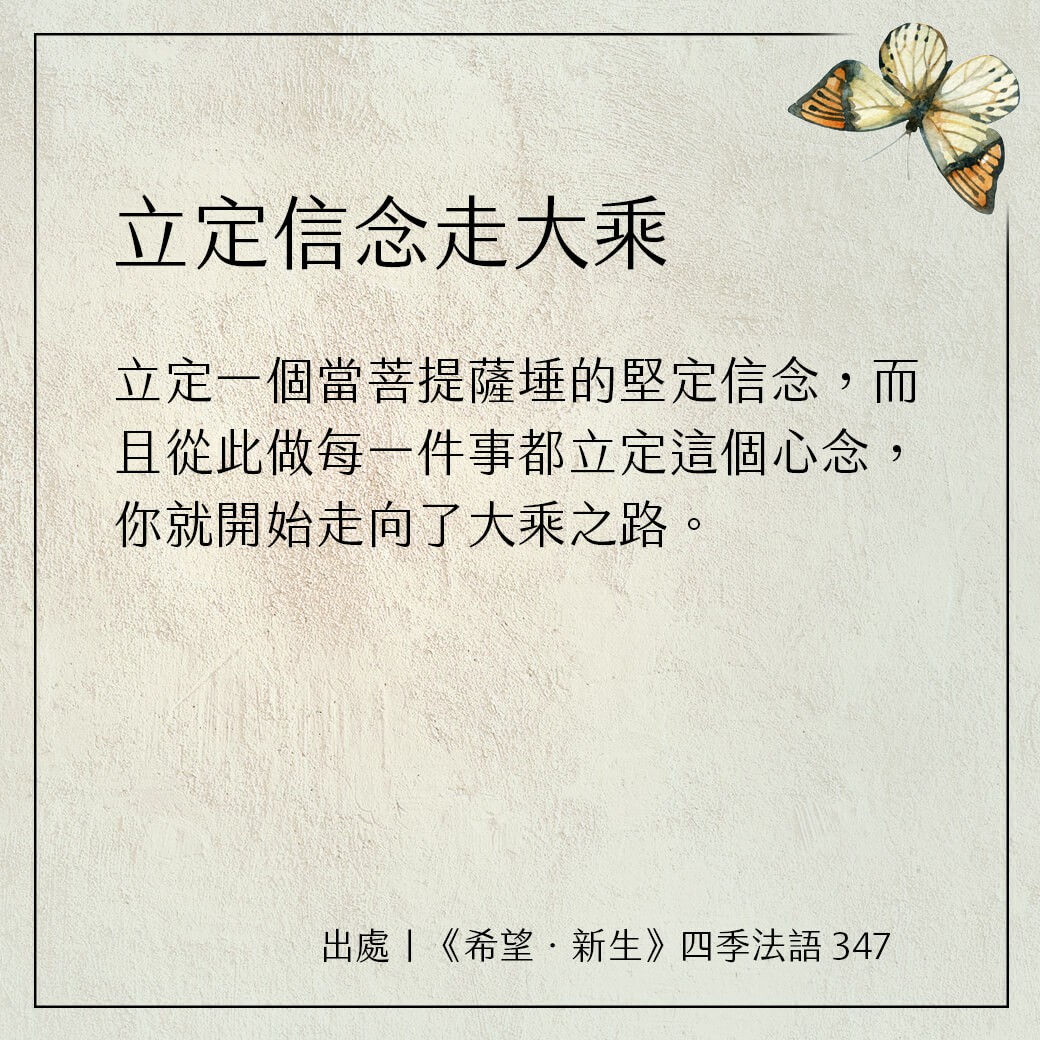 立定信念走大乘
立定一個當菩提薩埵的堅定信念，而
且從此做每一件事都立定這個心念，
你就開始走向了大乘之路。
出處｜《希望．新生》四季法語 347